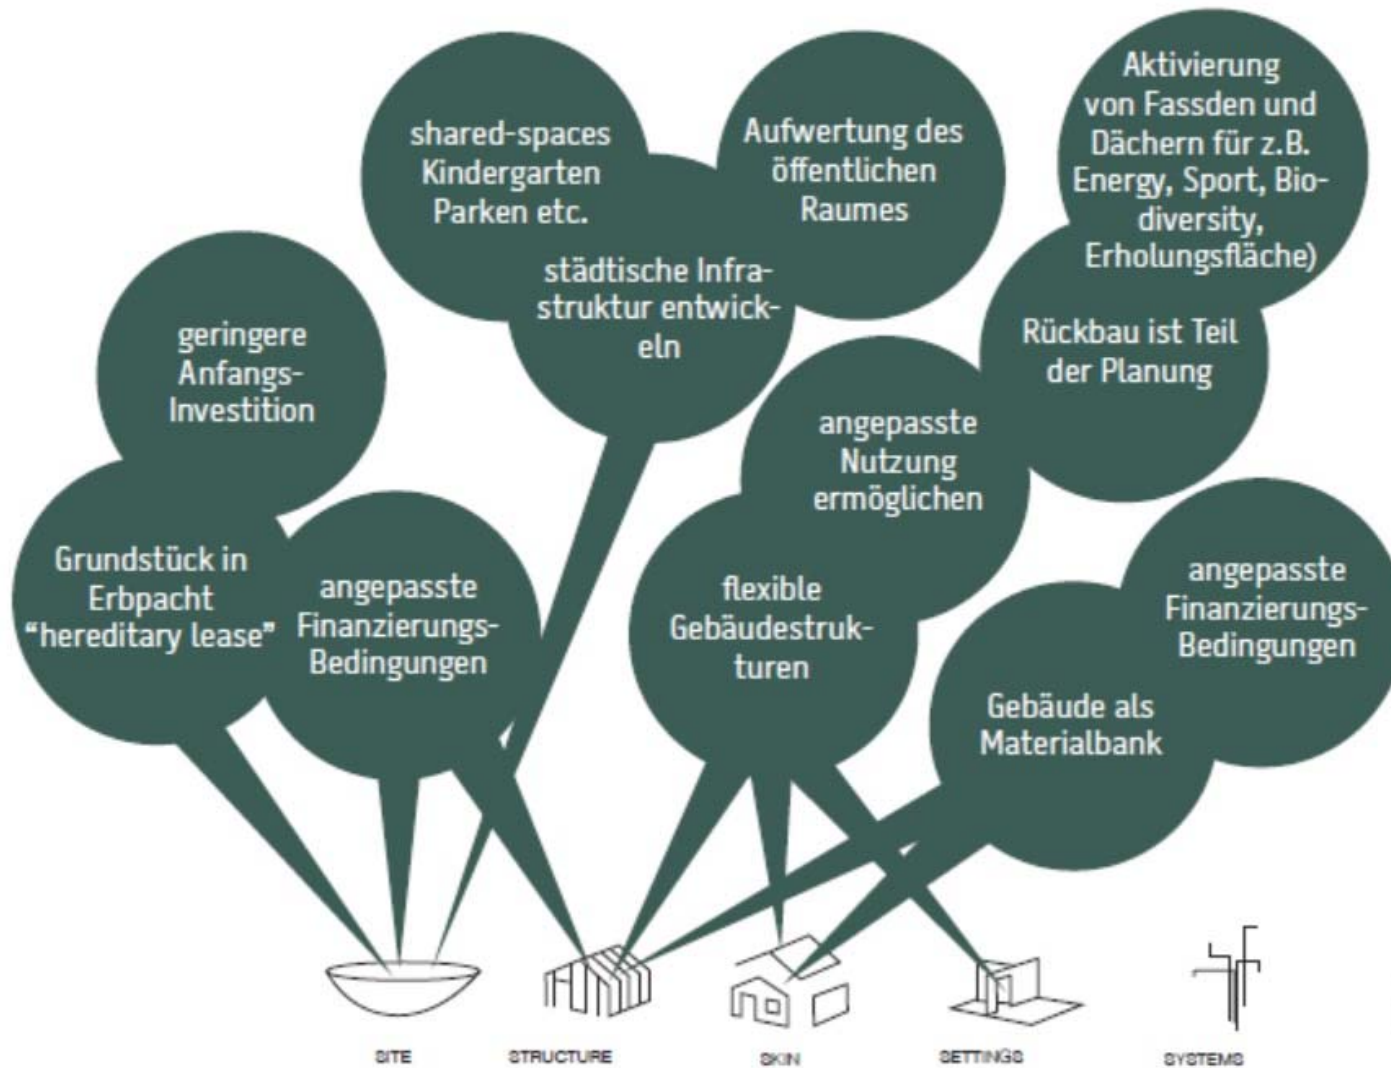 shared-spaces
Kindergarten
Parken etc.
Aufwertung des
öffentlichen
Raumes
Aktivierung
von Fassden und
Dächern für z.B.
Energy, Sport, Bio-
diversity,
Erholungsfläche)
städtische Infra-
struktur entwick-
eln
geringere
Anfangs-
Investition
Rückbau ist Teil
der Planung
angepasste
Nutzung
ermöglichen
Grundstück in
Erbpacht
“hereditary lease”
angepasste
Finanzierungs-
Bedingungen
flexible
Gebäudestruk-
turen
angepasste
Finanzierungs-
Bedingungen
Gebäude als
Materialbank
SITE
STRUCTURE
SKIN
SETTINGS
SYSTEMS